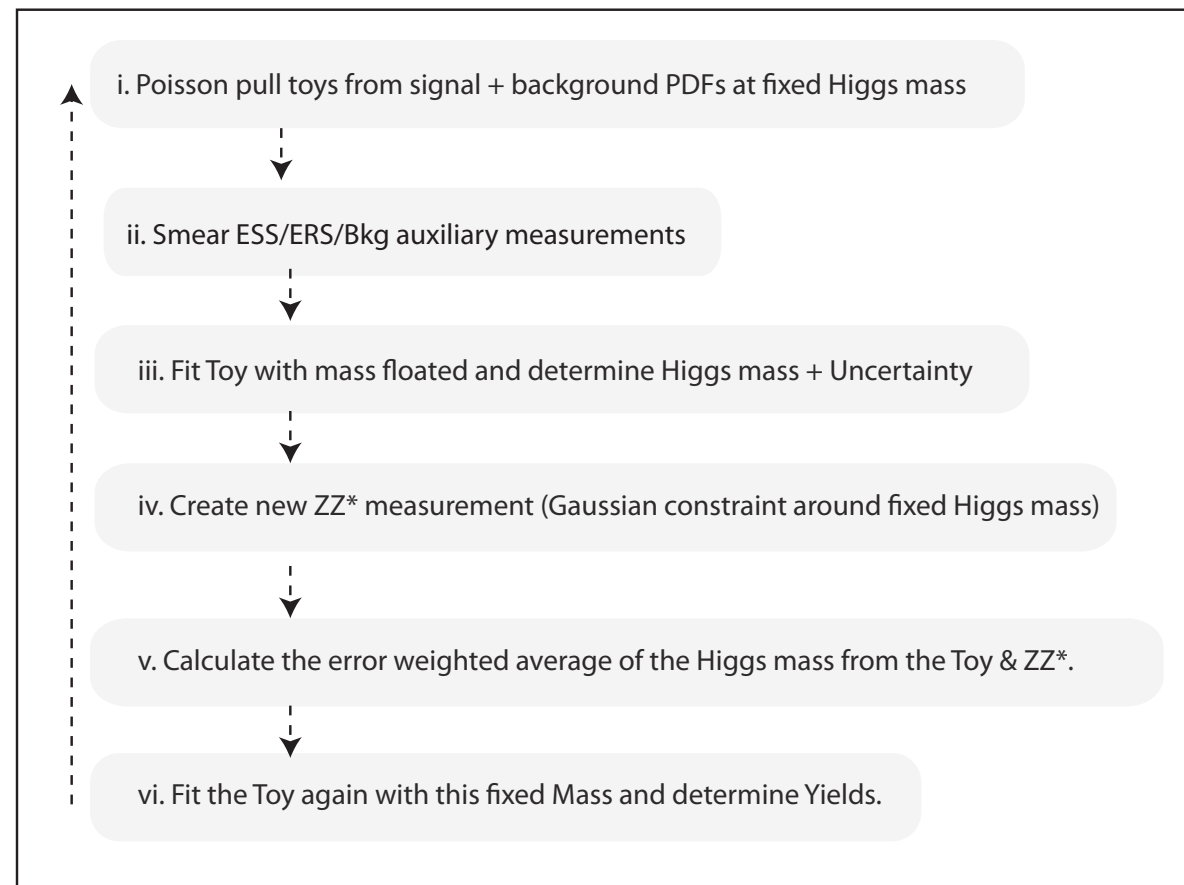 i. Poisson pull toys from signal + background PDFs at fixed Higgs mass
ii. Smear ESS/ERS/Bkg auxiliary measurements
iii. Fit Toy with mass floated and determine Higgs mass + Uncertainty
iv. Create new ZZ* measurement (Gaussian constraint around fixed Higgs mass)
v. Calculate the error weighted average of the Higgs mass from the Toy & ZZ*.
vi. Fit the Toy again with this fixed Mass and determine Yields.